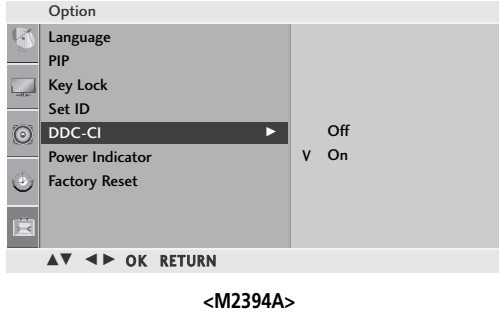 Option
Language
PIP
Key Lock
Set ID
DDC-CI ►
Off
V On
Power Indicator
Factory Reset
▲▼ ◄► OK RETURN
<M2394A>